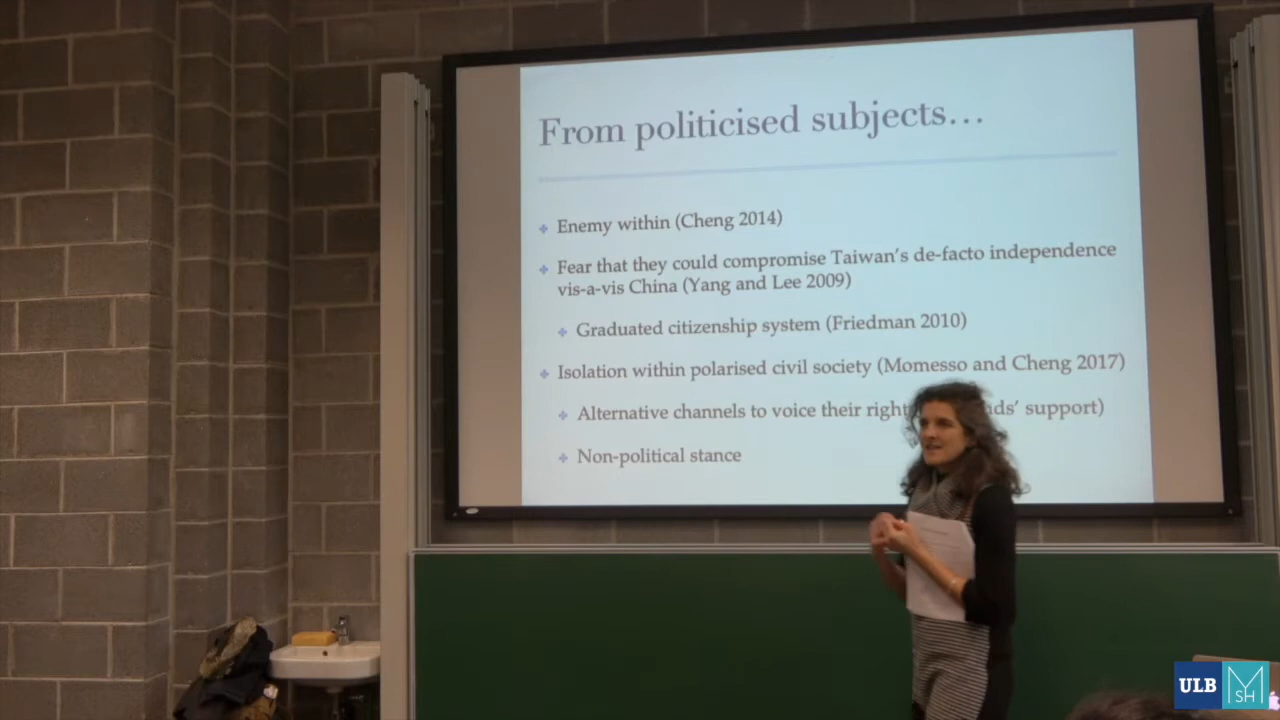 From politicised subjects…
Enemy within (Cheng 2014)
Fear that they could compromise Taiwan's de-facto independence
vis-a-vis China (Yang and Lee 2009)
Graduated citizenship system (Friedman 2010)
Isolation within polarised civil society (Momesso and Cheng 2017)
Alternative channels to voice their support)
Non-political stance
ULB
MSH